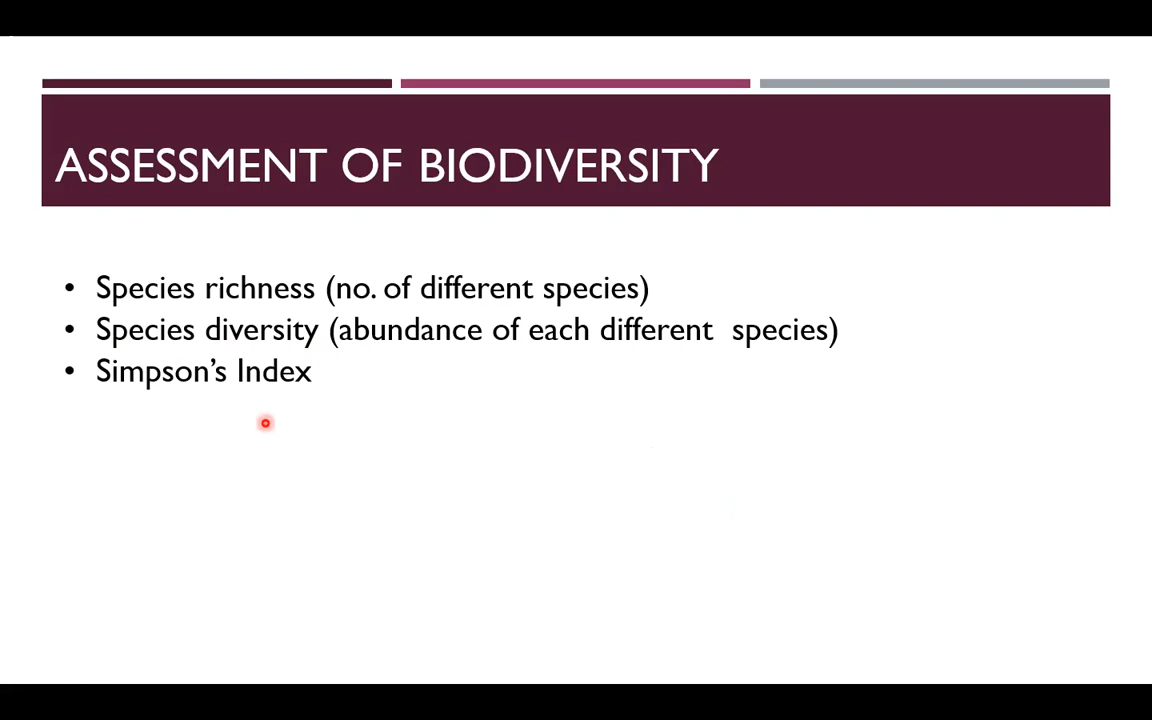 ASSESSMENT OF BIODIVERSITY
• Species richness (no. of different species)
• Species diversity (abundance of each different  species)
• Simpson’s Index